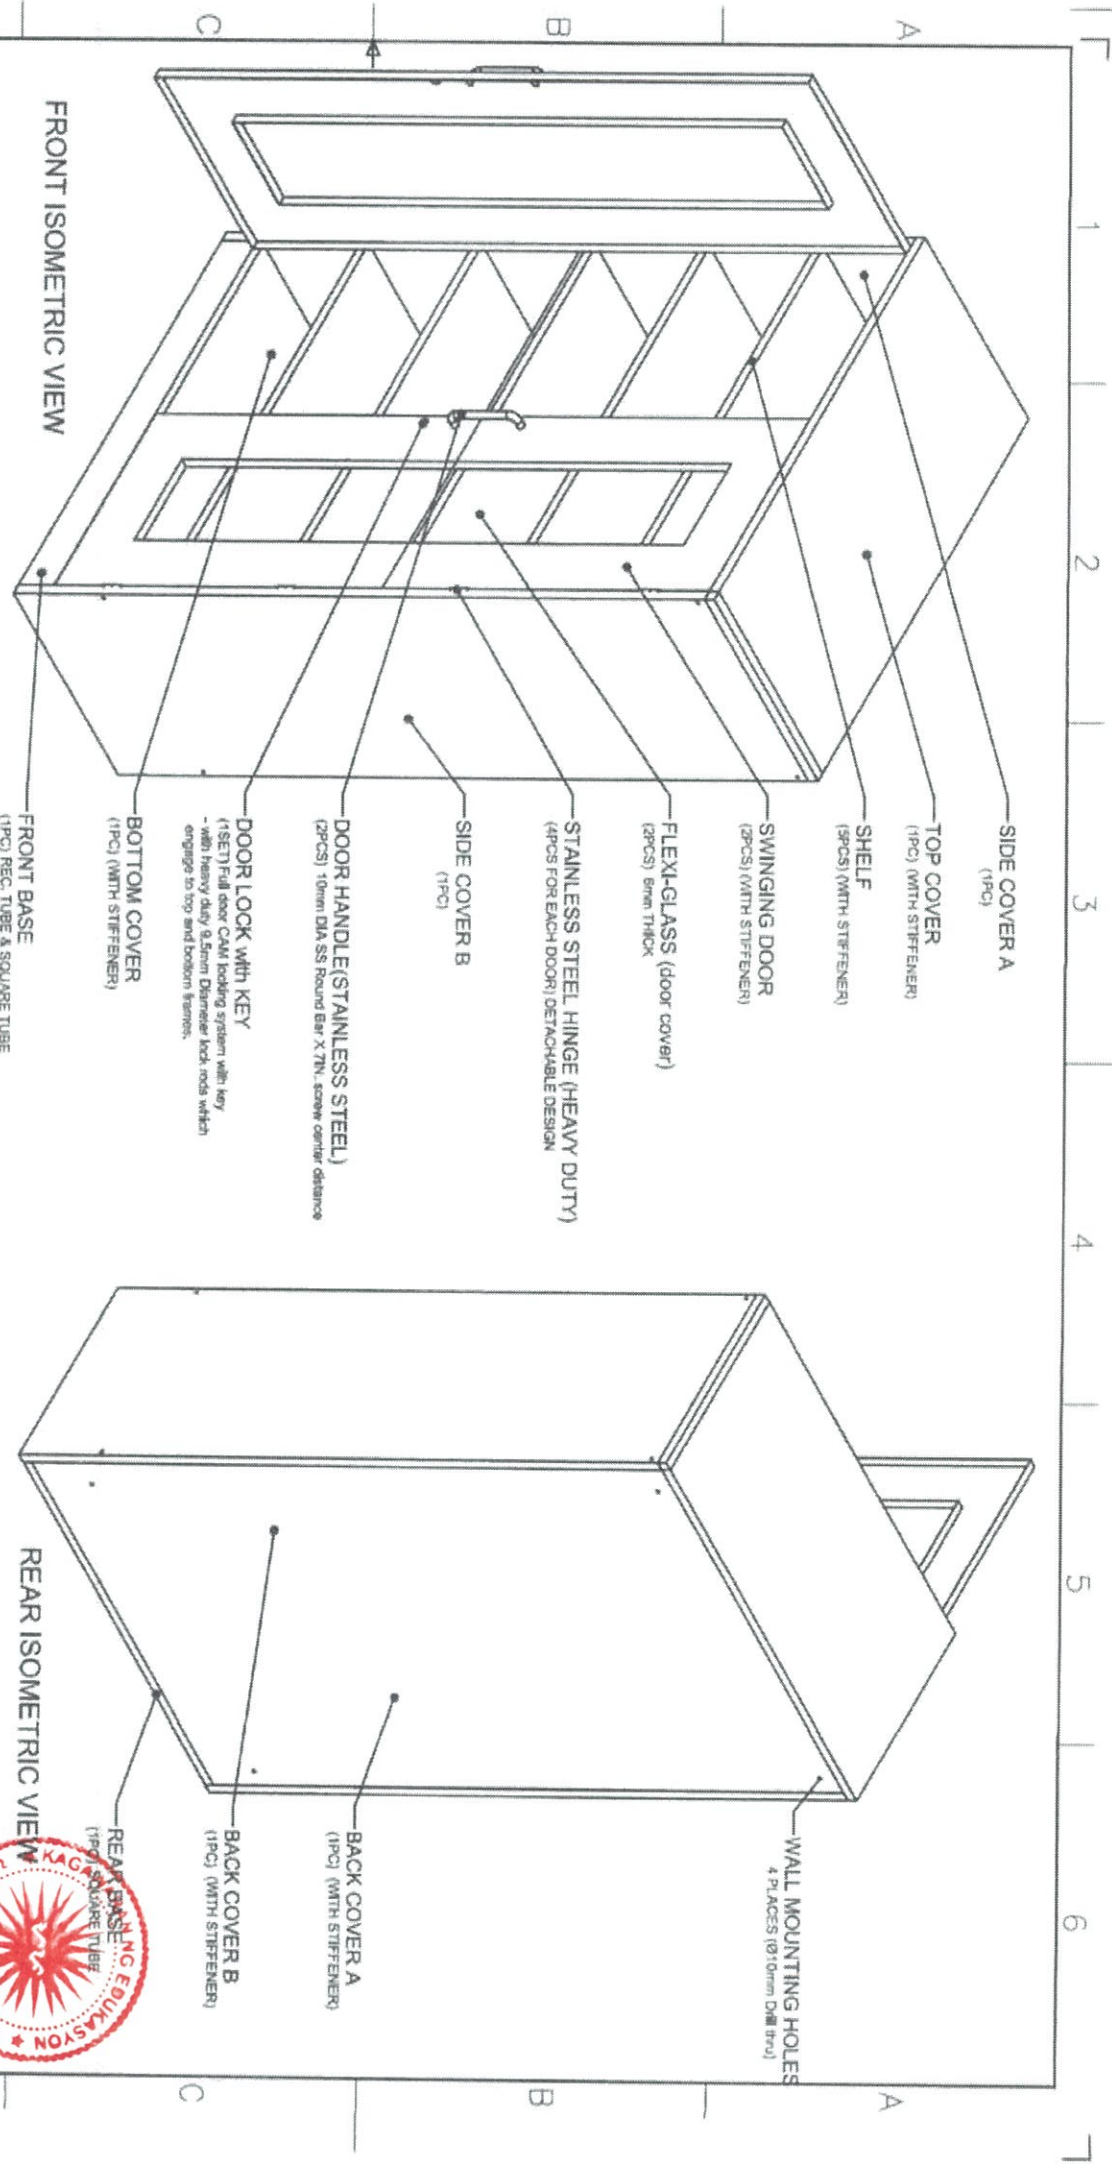 1
2
3
4
5
6
A
B
C
SIDE COVER A
(1PC)
TOP COVER
(1PC) (WITH STIFFENER)
SHELF
(5PCS) (WITH STIFFENER)
SWINGING DOOR
(2PCS) (WITH STIFFENER)
FLEXI-GLASS (door cover)
(2PCS) 6mm THICK
STAINLESS STEEL HINGE (HEAVY DUTY)
(4PCS FOR EACH DOOR) DETACHABLE DESIGN
SIDE COVER B
(1PC)
DOOR HANDLE(STAINLESS STEEL)
(2PCS) 10mm DIA SS Round Bar X 7IN. screw center distance
DOOR LOCK with KEY
(1SET) Full door CAM locking system with key
- with heavy duty 9.5mm Diameter lock rods which
engage to top and bottom frames.
BOTTOM COVER
(1PC) (WITH STIFFENER)
FRONT BASE
(1PC) REC. TUBE & SQUARE TUBE
FRONT ISOMETRIC VIEW
WALL MOUNTING HOLES
4 PLACES (Ø10mm Drill thru)
BACK COVER A
(1PC) (WITH STIFFENER)
BACK COVER B
(1PC) (WITH STIFFENER)
REAR BASE
(1PC) SQUARE TUBE
REAR ISOMETRIC VIEW
A
B
C
NG EDUKASYON